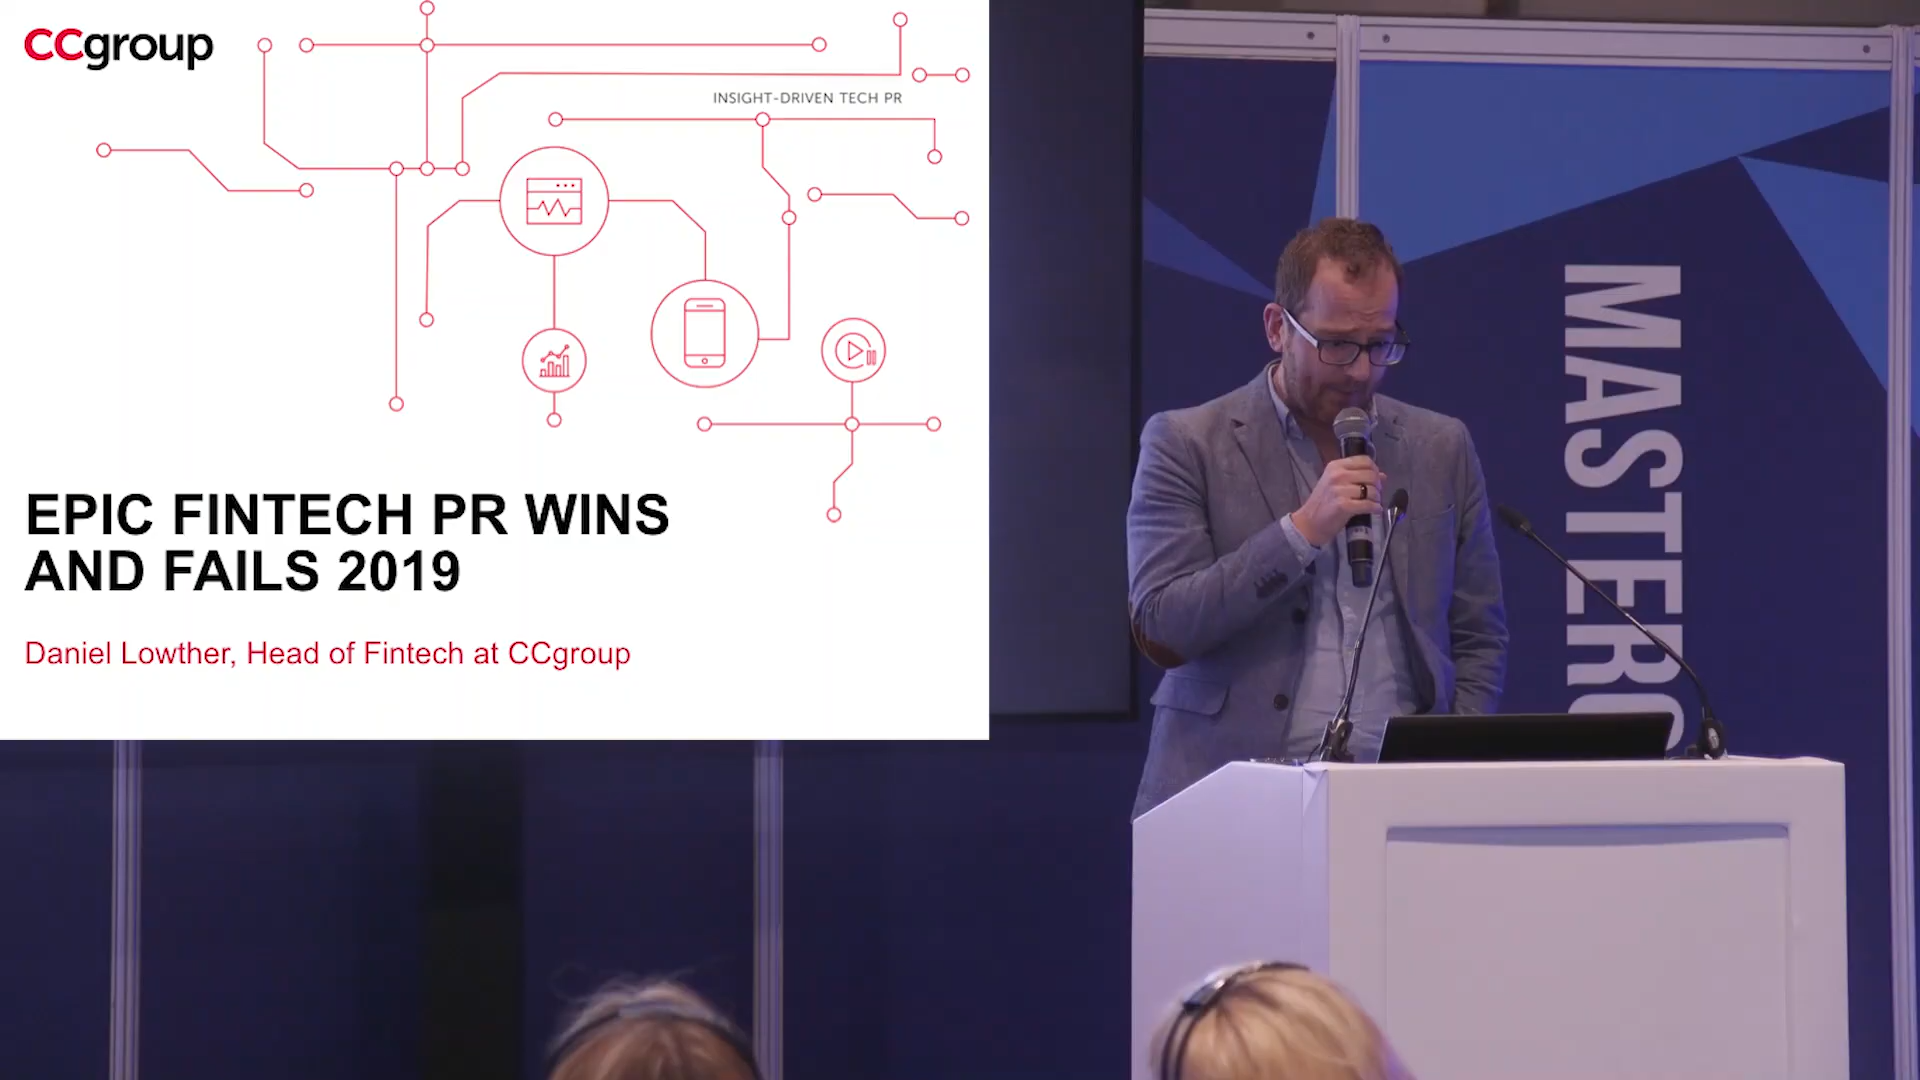 CCgroup
INSIGHT-DRIVEN TECH PR
EPIC FINTECH PR WINS
AND FAILS 2019
Daniel Lowther, Head of Fintech at CCgroup